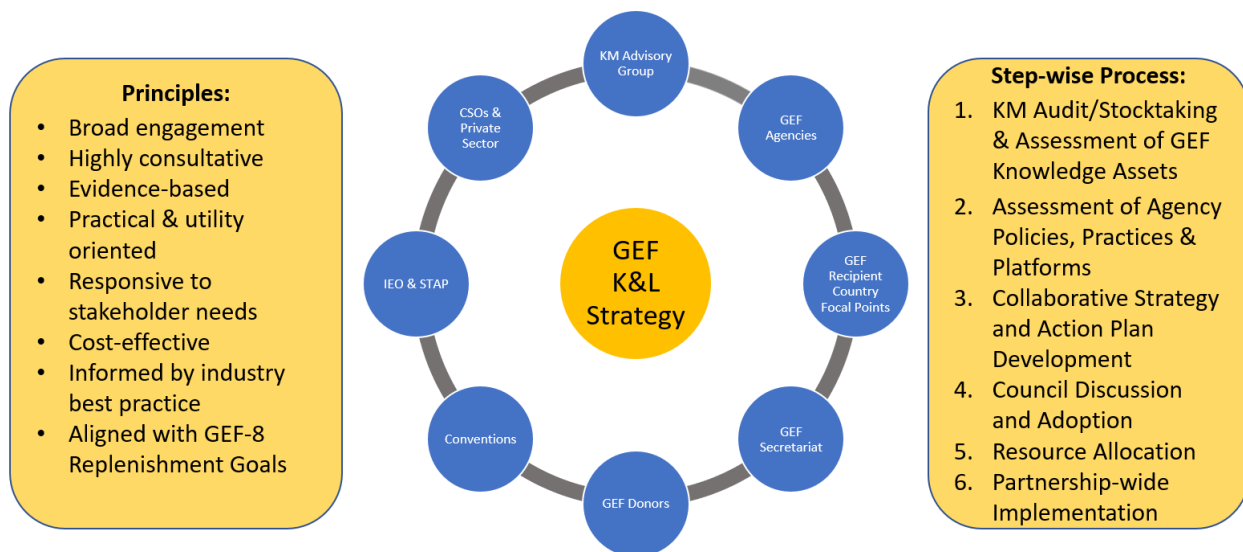 Principles:
• Broad engagement
• Highly consultative
• Evidence-based
• Practical & utility
oriented
• Responsive to
stakeholder needs
• Cost-effective
• Informed by industry
best practice
• Aligned with GEF-8
Replenishment Goals
KM Advisory
Group
GEF
Agencies
GEF
Recipient
Country
Focal Points
GEF
Secretariat
GEF Donors
Conventions
IEO & STAP
CSOs &
Private
Sector
GEF
K&L
Strategy
Step-wise Process:
1. KM Audit/Stocktaking
& Assessment of GEF
Knowledge Assets
2. Assessment of Agency
Policies, Practices &
Platforms
3. Collaborative Strategy
and Action Plan
Development
4. Council Discussion
and Adoption
5. Resource Allocation
6. Partnership-wide
Implementation